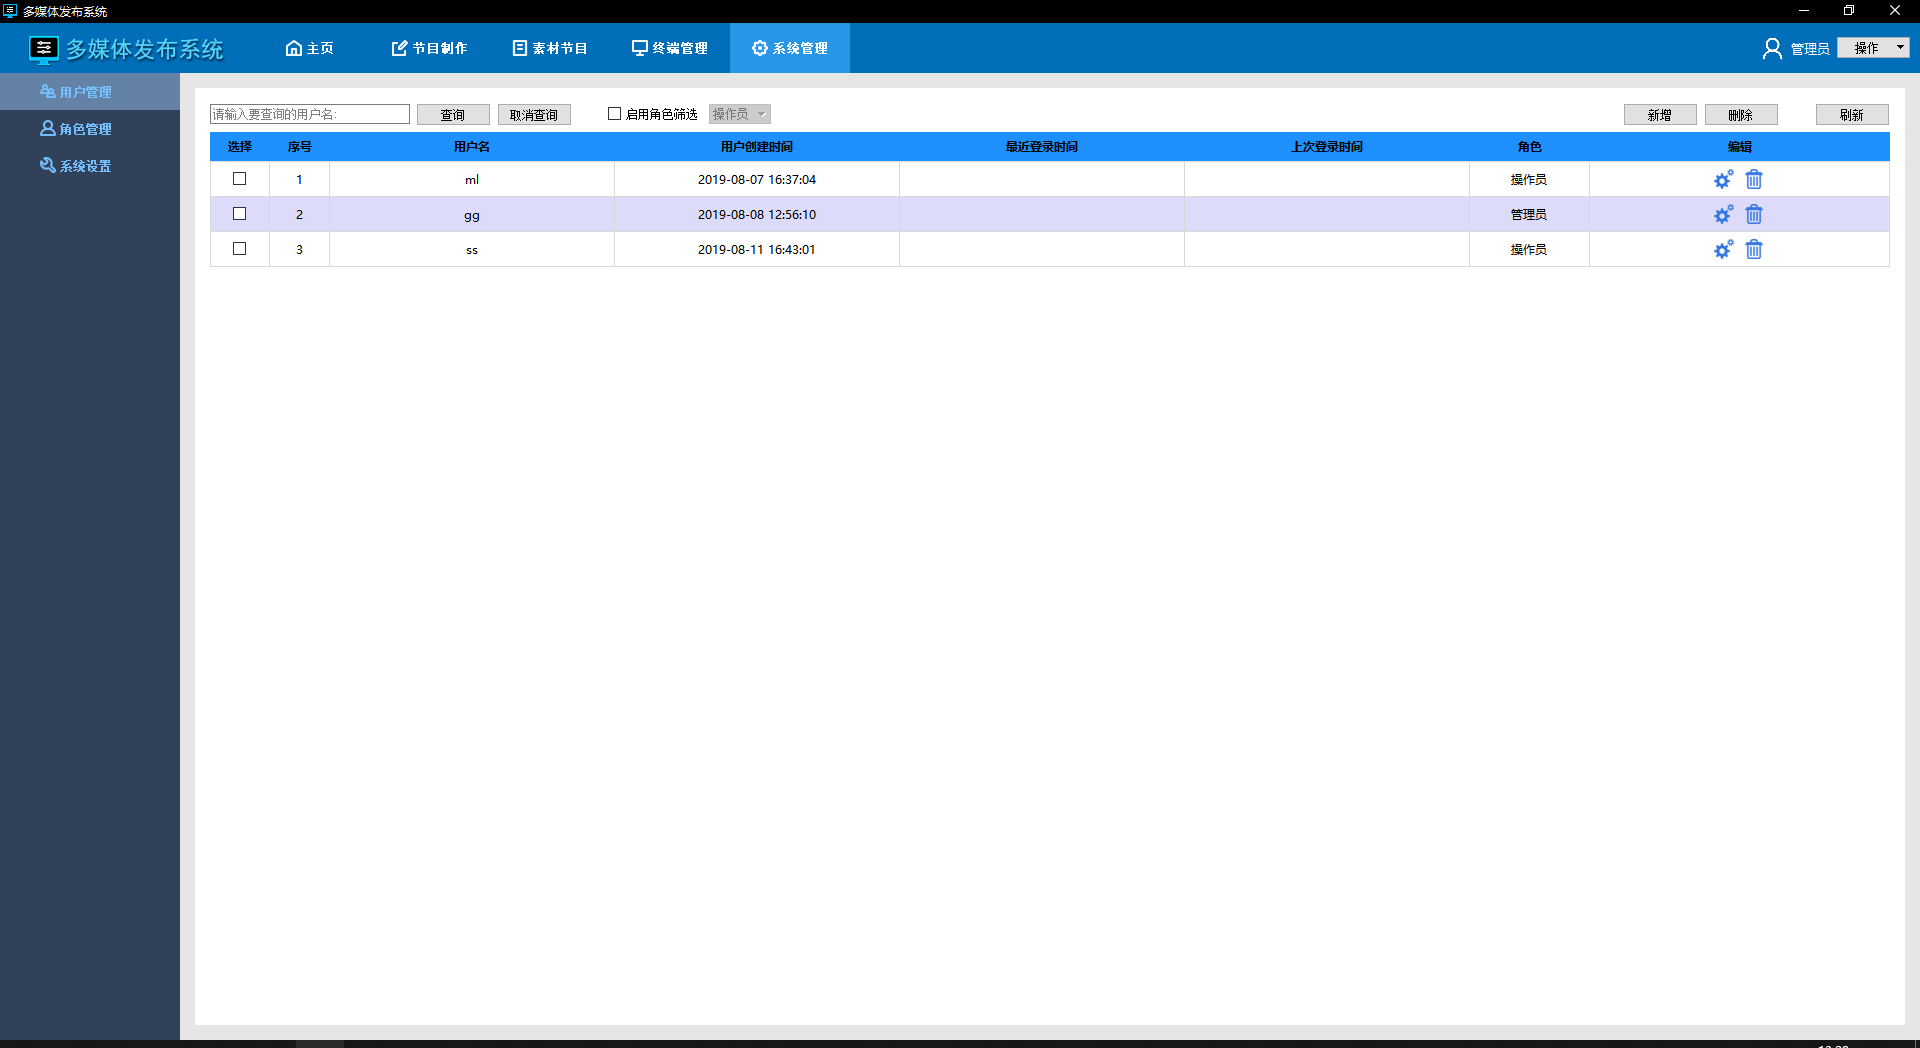 多媒体发布系统
多媒体发布系统 主页 节目制作 素材节目 终端管理 系统管理 管理员 操作
用户管理
角色管理
系统设置
请输入要查询的用户名: 查询 取消查询 启用角色筛选 操作员 新增 删除 刷新
选择 序号 用户名 用户创建时间 最近登录时间 上次登录时间 角色 编辑
1 ml 2019-08-07 16:37:04 操作员
2 gg 2019-08-08 12:56:10 管理员
3 ss 2019-08-11 16:43:01 操作员